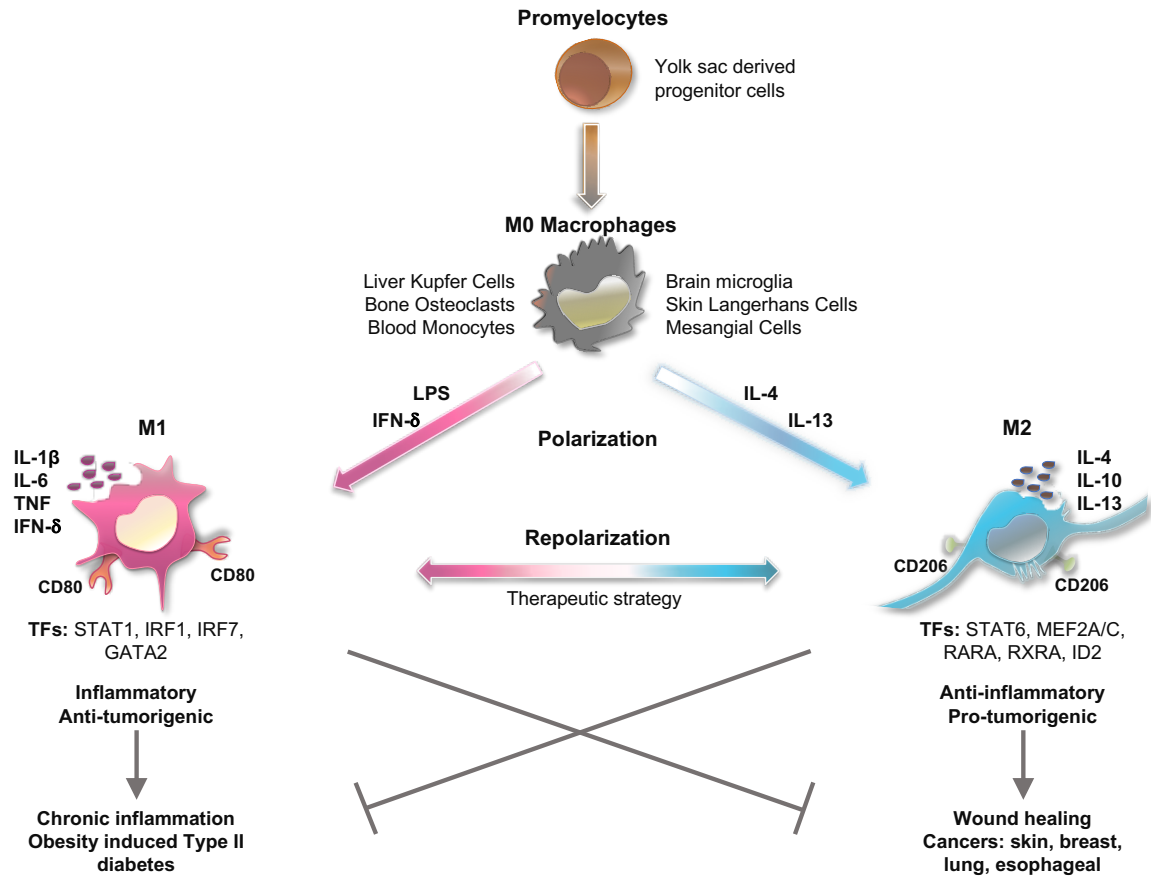 Promyelocytes
Yolk sac derived
progenitor cells
M0 Macrophages
Liver Kupfer Cells
Bone Osteoclasts
Blood Monocytes
Brain microglia
Skin Langerhans Cells
Mesangial Cells
LPS
IFN-δ
IL-4
IL-13
Polarization
M1
IL-1β
IL-6
TNF
IFN-δ
CD80
CD80
M2
IL-4
IL-10
IL-13
CD206
CD206
Repolarization
Therapeutic strategy
TFs: STAT1, IRF1, IRF7,
GATA2
TFs: STAT6, MEF2A/C,
RARA, RXRA, ID2
Inflammatory
Anti-tumorigenic
Anti-inflammatory
Pro-tumorigenic
Chronic inflammation
Obesity induced Type II
diabetes
Wound healing
Cancers: skin, breast,
lung, esophageal